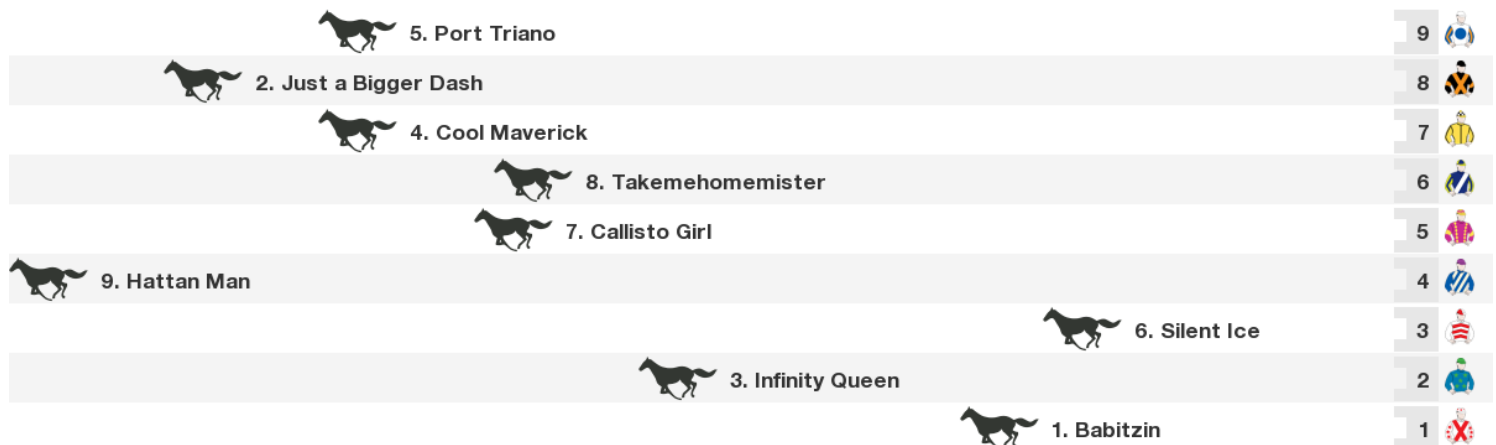 5. Port Triano 9
2. Just a Bigger Dash 8
4. Cool Maverick 7
8. Takemehomemister 6
7. Callisto Girl 5
9. Hattan Man 4
6. Silent Ice 3
3. Infinity Queen 2
1. Babitzin 1